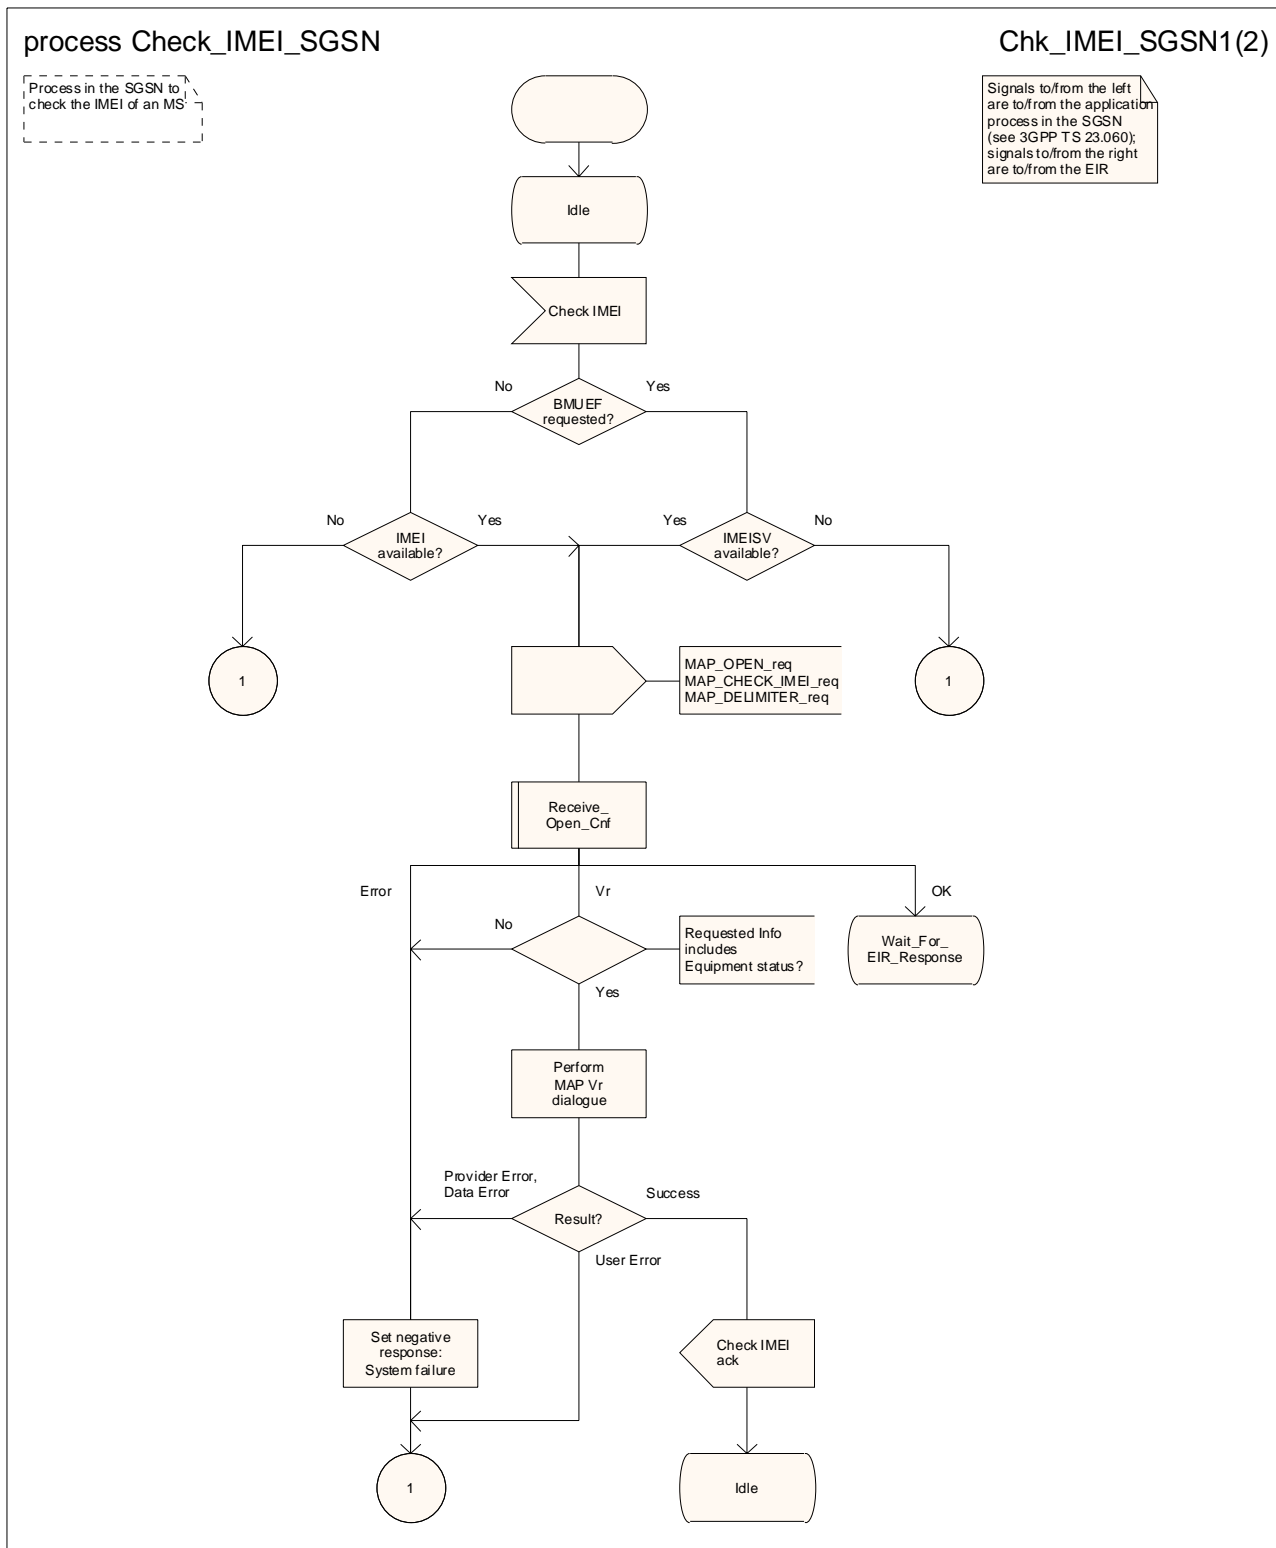 process Check_IMEI_SGSN
Chk_IMEI_SGSN1(2)
Process in the SGSN to
check the IMEI of an MS
Signals to/from the left
are to/from the application
process in the SGSN
(see 3GPP TS 23.060);
signals to/from the right
are to/from the EIR
Idle
Check IMEI
No
Yes
BMUEF
requested?
No
Yes
Yes
No
IMEI
available?
IMEISV
available?
1
MAP_OPEN_req
MAP_CHECK_IMEI_req
MAP_DELIMITER_req
1
Receive_
Open_Cnf
Error
Vr
OK
No
Requested Info
includes
Equipment status?
Wait_For_
EIR_Response
Yes
Perform
MAP Vr
dialogue
Provider Error,
Data Error
Success
Result?
User Error
Set negative
response:
System failure
Check IMEI
ack
1
Idle